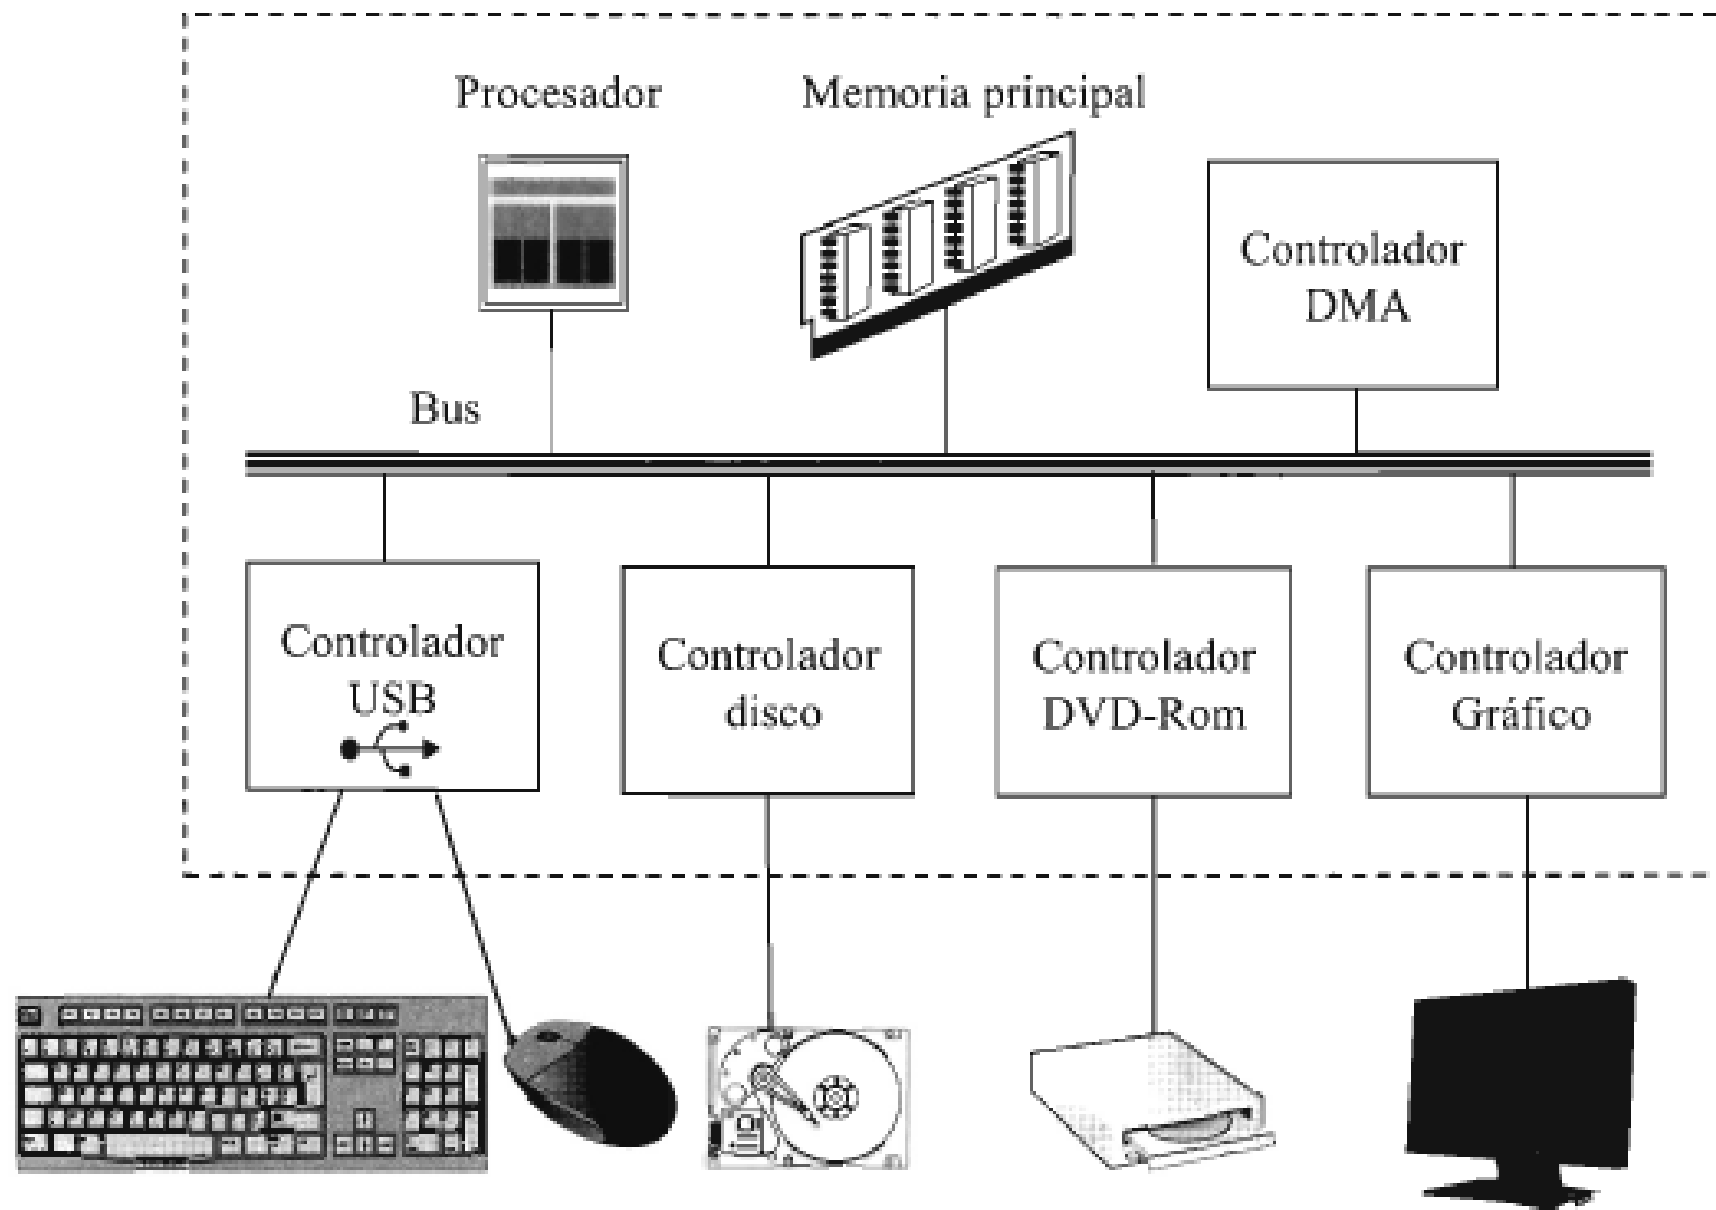 Procesador
Memoria principal
Controlador
DMA
Bus
Controlador
USB
Controlador
disco
Controlador
DVD-Rom
Controlador
Gráfico